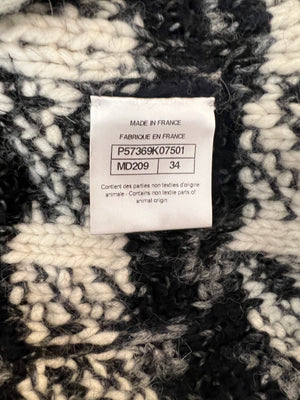 MADE IN FRANCE
FABRIQUE EN FRANCE
P57369K07501
MD209 34
Contient des parties non textiles d'origine
animale - Contains non textile parts of
animal origin.